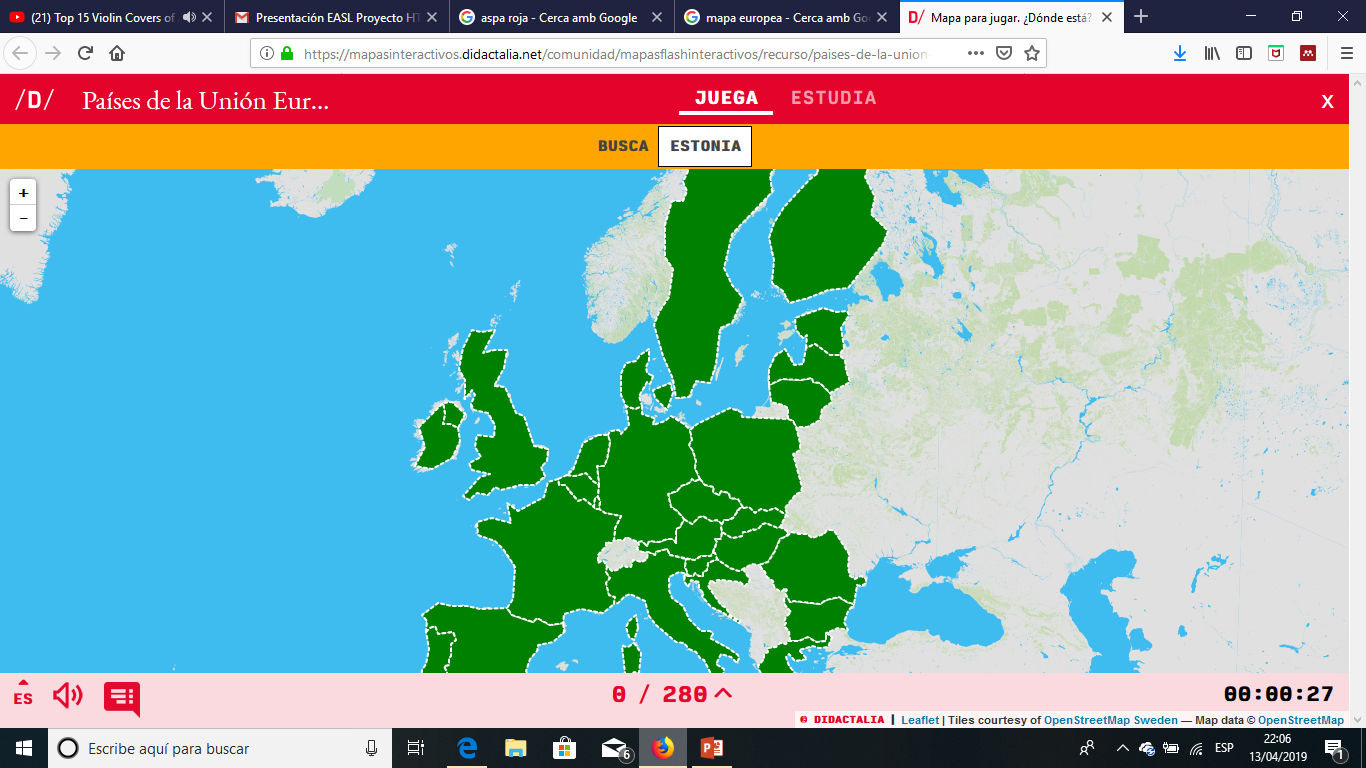 (21) Top 15 Violin Covers of
Presentación EASL Proyecto HT
aspa roja - Cerca amb Google
mapa europea - Cerca amb Goo
D/ Mapa para jugar. ¿Dónde está?
https://mapasinteractivos.didactalia.net/comunidad/mapasflashinteractivos/recurso/paises-de-la-union-
/D/ Países de la Unión Eur...
JUEGA ESTUDIA
X
BUSCA ESTONIA
+
−
ES
0 / 280
00:00:27
DIDACTALIA | Leaflet | Tiles courtesy of OpenStreetMap Sweden — Map data © OpenStreetMap
Escribe aquí para buscar
6
ESP
22:06
13/04/2019
1